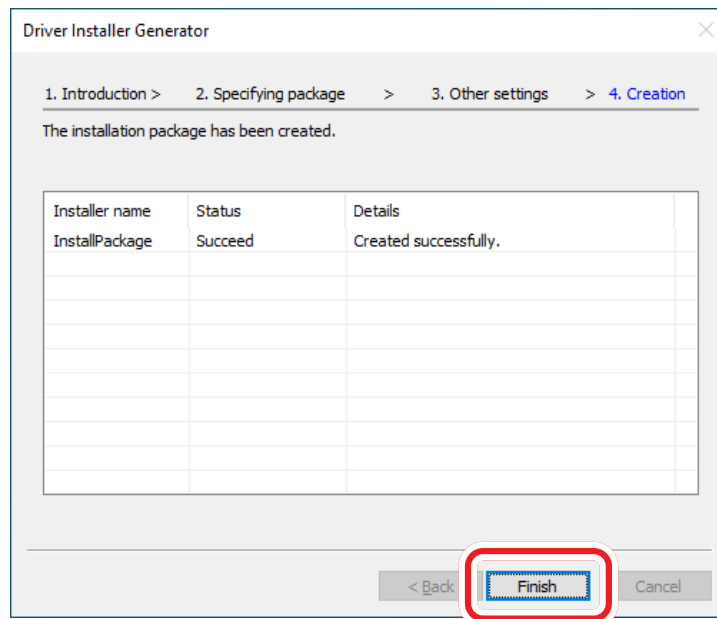 Driver Installer Generator
1. Introduction > 2. Specifying package > 3. Other settings > 4. Creation
The installation package has been created.
Installer name Status Details
InstallPackage Succeed Created successfully.
< Back Finish Cancel